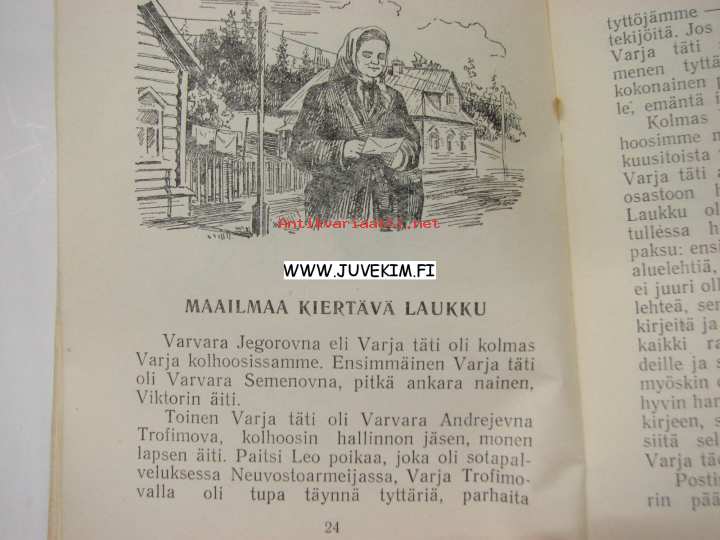 Antikvariaatti.net
WWW.JUVEKIM.FI
MAAILMAA KIERTÄVÄ LAUKKU
Varvara Jegorovna eli Varja täti oli kolmas
Varja kolhoosissamme. Ensimmäinen Varja täti
oli Varvara Semenovna, pitkä ankara nainen,
Viktorin äiti.
Toinen Varja täti oli Varvara Andrejevna
Trofimova, kolhoosin hallinnon jäsen, monen
lapsen äiti. Paitsi Leo poikaa, joka oli sotapal-
veluksessa Neuvostoarmeijassa, Varja Trofimo-
valla oli tupa täynnä tyttäriä, parhaita
24
tyttöjämme —
tekijöitä. Jos
Varja täti
menen tyttä
kokonainen p
le, emäntä i
Kolmas
hoosimme m
kuusitoista
Varja täti a
osastoon
Laukku ol
tullessa h
paksu: ensi
aluelehtiä,
ei juuri oll
lehteä, sen
kirjeitä ja
kaikki ra
deille ja s
myöskin
hyvin har
kirjeen, s
siitä sel
Varja täd
Posti
rin pää